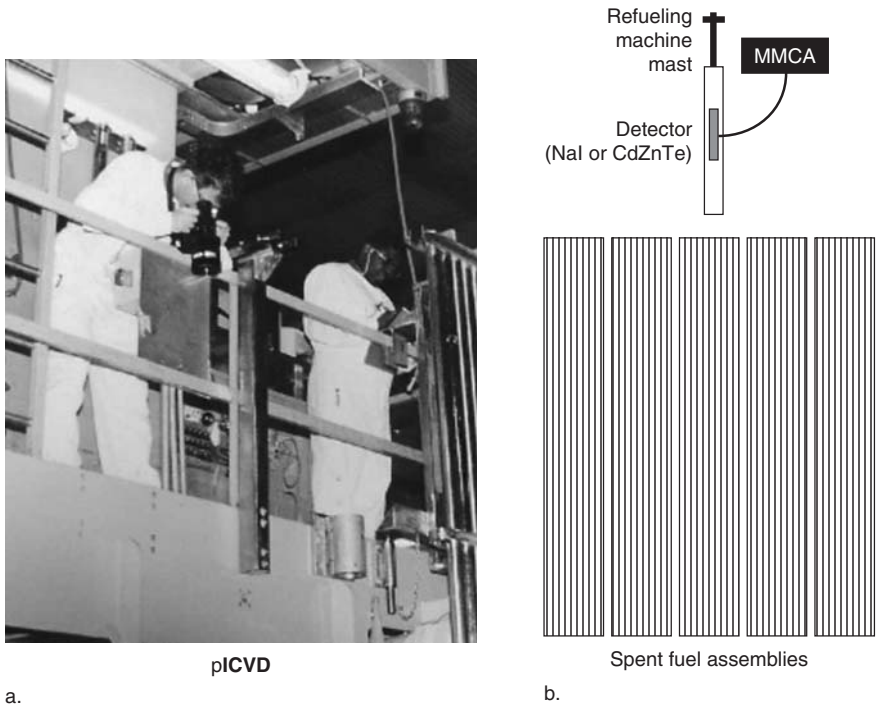 pICVD
a.
Refueling
machine
mast
MMCA
Detector
(NaI or CdZnTe)
Spent fuel assemblies
b.